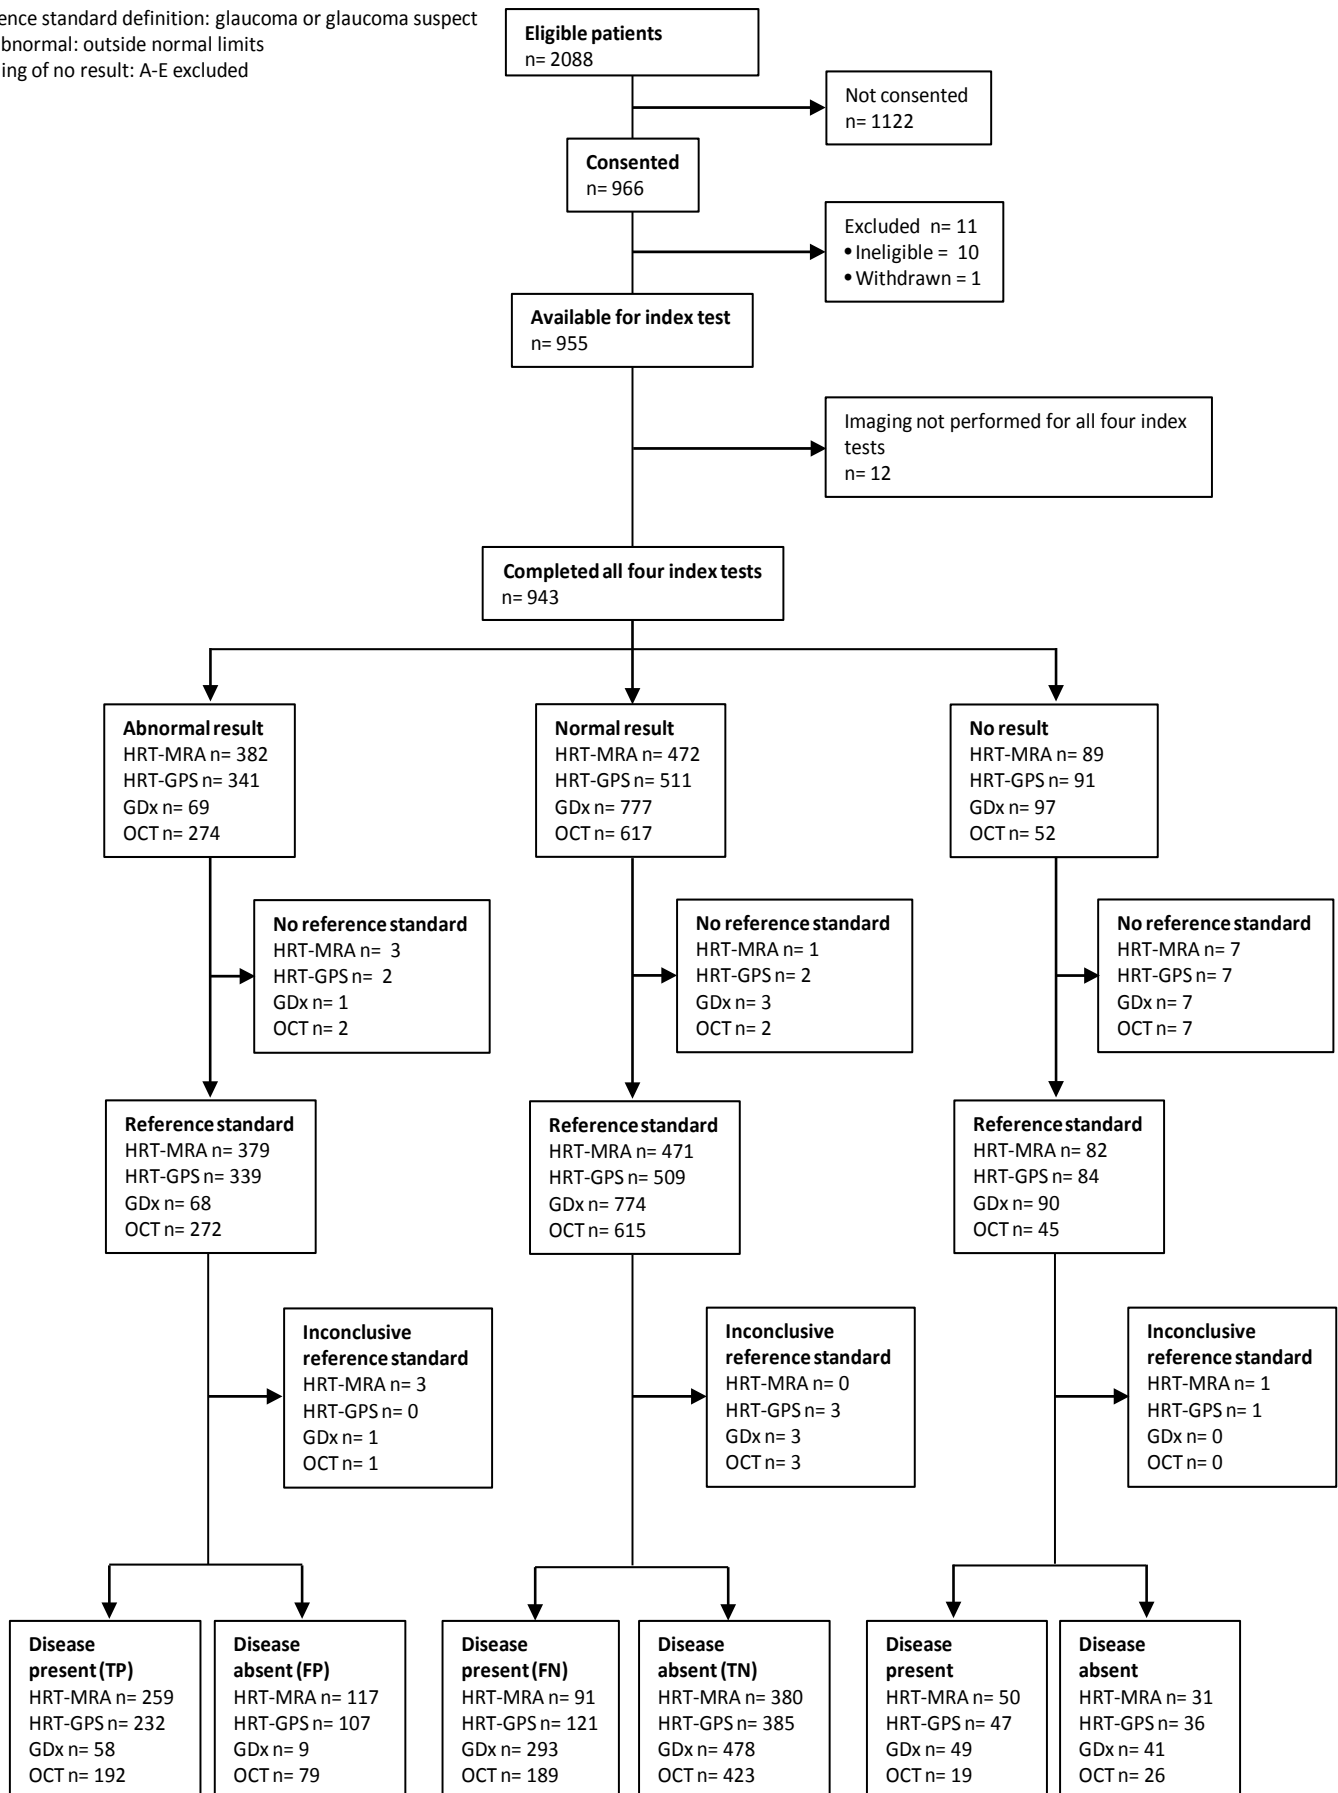 ence standard definition: glaucoma or glaucoma suspect
bnormal: outside normal limits
ing of no result: A-E excluded
Eligible patients
n= 2088
Not consented
n= 1122
Consented
n= 966
Excluded n= 11
• Ineligible = 10
• Withdrawn = 1
Available for index test
n= 955
Imaging not performed for all four index
tests
n= 12
Completed all four index tests
n= 943
Abnormal result
HRT-MRA n= 382
HRT-GPS n= 341
GDx n= 69
OCT n= 274
Normal result
HRT-MRA n= 472
HRT-GPS n= 511
GDx n= 777
OCT n= 617
No result
HRT-MRA n= 89
HRT-GPS n= 91
GDx n= 97
OCT n= 52
No reference standard
HRT-MRA n= 3
HRT-GPS n= 2
GDx n= 1
OCT n= 2
No reference standard
HRT-MRA n= 1
HRT-GPS n= 2
GDx n= 3
OCT n= 2
No reference standard
HRT-MRA n= 7
HRT-GPS n= 7
GDx n= 7
OCT n= 7
Reference standard
HRT-MRA n= 379
HRT-GPS n= 339
GDx n= 68
OCT n= 272
Reference standard
HRT-MRA n= 471
HRT-GPS n= 509
GDx n= 774
OCT n= 615
Reference standard
HRT-MRA n= 82
HRT-GPS n= 84
GDx n= 90
OCT n= 45
Inconclusive
reference standard
HRT-MRA n= 3
HRT-GPS n= 0
GDx n= 1
OCT n= 1
Inconclusive
reference standard
HRT-MRA n= 0
HRT-GPS n= 3
GDx n= 3
OCT n= 3
Inconclusive
reference standard
HRT-MRA n= 1
HRT-GPS n= 1
GDx n= 0
OCT n= 0
Disease
present (TP)
HRT-MRA n= 259
HRT-GPS n= 232
GDx n= 58
OCT n= 192
Disease
absent (FP)
HRT-MRA n= 117
HRT-GPS n= 107
GDx n= 9
OCT n= 79
Disease
present (FN)
HRT-MRA n= 91
HRT-GPS n= 121
GDx n= 293
OCT n= 189
Disease
absent (TN)
HRT-MRA n= 380
HRT-GPS n= 385
GDx n= 478
OCT n= 423
Disease
present
HRT-MRA n= 50
HRT-GPS n= 47
GDx n= 49
OCT n= 19
Disease
absent
HRT-MRA n= 31
HRT-GPS n= 36
GDx n= 41
OCT n= 26